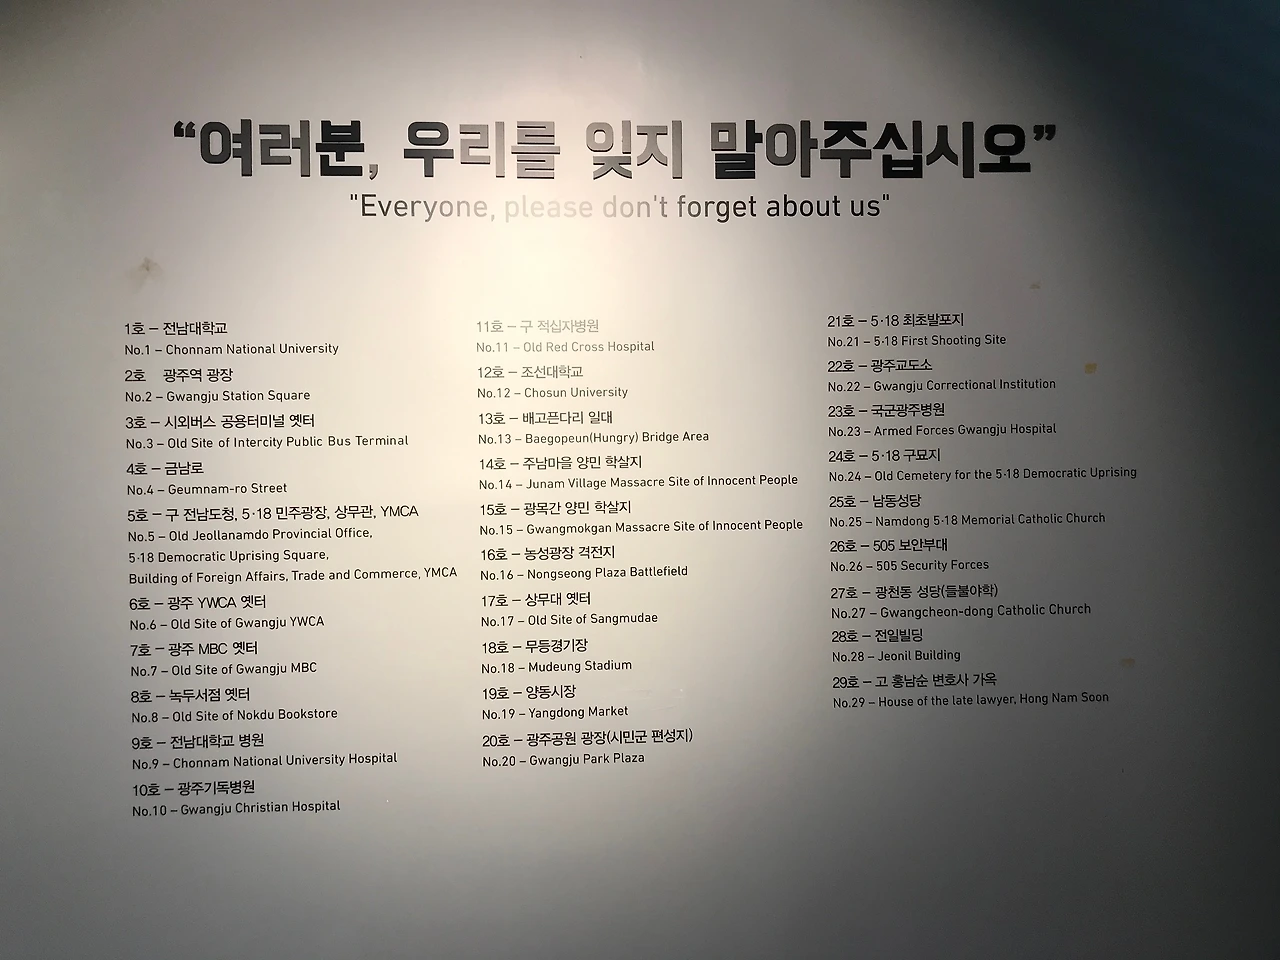 “여러분, 우리를 잊지 말아주십시오”
"Everyone, please don't forget about us"
1호 – 전남대학교
No.1 – Chonnam National University
2호 광주역 광장
No.2 – Gwangju Station Square
3호 – 시외버스 공용터미널 옛터
No.3 – Old Site of Intercity Public Bus Terminal
4호 – 금남로
No.4 – Geumnam-ro Street
5호 – 구 전남도청, 5·18 민주광장, 상무관, YMCA
No.5 – Old Jeollanamdo Provincial Office,
5·18 Democratic Uprising Square,
Building of Foreign Affairs, Trade and Commerce, YMCA
6호 – 광주 YWCA 옛터
No.6 – Old Site of Gwangju YWCA
7호 – 광주 MBC 옛터
No.7 – Old Site of Gwangju MBC
8호 – 녹두서점 옛터
No.8 – Old Site of Nokdu Bookstore
9호 – 전남대학교 병원
No.9 – Chonnam National University Hospital
10호 – 광주기독병원
No.10 – Gwangju Christian Hospital
11호 – 구 적십자병원
No.11 – Old Red Cross Hospital
12호 – 조선대학교
No.12 – Chosun University
13호 – 배고픈다리 일대
No.13 – Baegopeun(Hungry) Bridge Area
14호 – 주남마을 양민 학살지
No.14 – Junam Village Massacre Site of Innocent People
15호 – 광목간 양민 학살지
No.15 – Gwangmokgan Massacre Site of Innocent People
16호 – 농성광장 격전지
No.16 – Nongseong Plaza Battlefield
17호 – 상무대 옛터
No.17 – Old Site of Sangmudae
18호 – 무등경기장
No.18 – Mudeung Stadium
19호 – 양동시장
No.19 – Yangdong Market
20호 – 광주공원 광장(시민군 편성지)
No.20 – Gwangju Park Plaza
21호 – 5·18 최초발포지
No.21 – 5·18 First Shooting Site
22호 – 광주교도소
No.22 – Gwangju Correctional Institution
23호 – 국군광주병원
No.23 – Armed Forces Gwangju Hospital
24호 – 5·18 구묘지
No.24 – Old Cemetery for the 5·18 Democratic Uprising
25호 – 남동성당
No.25 – Namdong 5·18 Memorial Catholic Church
26호 – 505 보안부대
No.26 – 505 Security Forces
27호 – 광천동 성당(들불야학)
No.27 – Gwangcheon-dong Catholic Church
28호 – 전일빌딩
No.28 – Jeonil Building
29호 – 고 홍남순 변호사 가옥
No.29 – House of the late lawyer, Hong Nam Soon